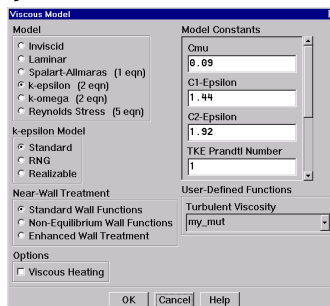 Viscous Model
Model
Inviscid
Laminar
Spalart-Allmaras (1 eqn)
k-epsilon (2 eqn)
k-omega (2 eqn)
Reynolds Stress (5 eqn)
k-epsilon Model
Standard
RNG
Realizable
Near-Wall Treatment
Standard Wall Functions
Non-Equilibrium Wall Functions
Enhanced Wall Treatment
Options
Viscous Heating
Model Constants
Cmu
0.09
C1-Epsilon
1.44
C2-Epsilon
1.92
TKE Prandtl Number
1
User-Defined Functions
Turbulent Viscosity
my_mut
OK Cancel Help